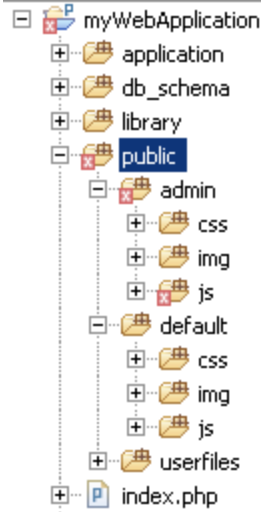 myWebApplication
application
db_schema
library
public
admin
css
img
js
default
css
img
js
userfiles
index.php